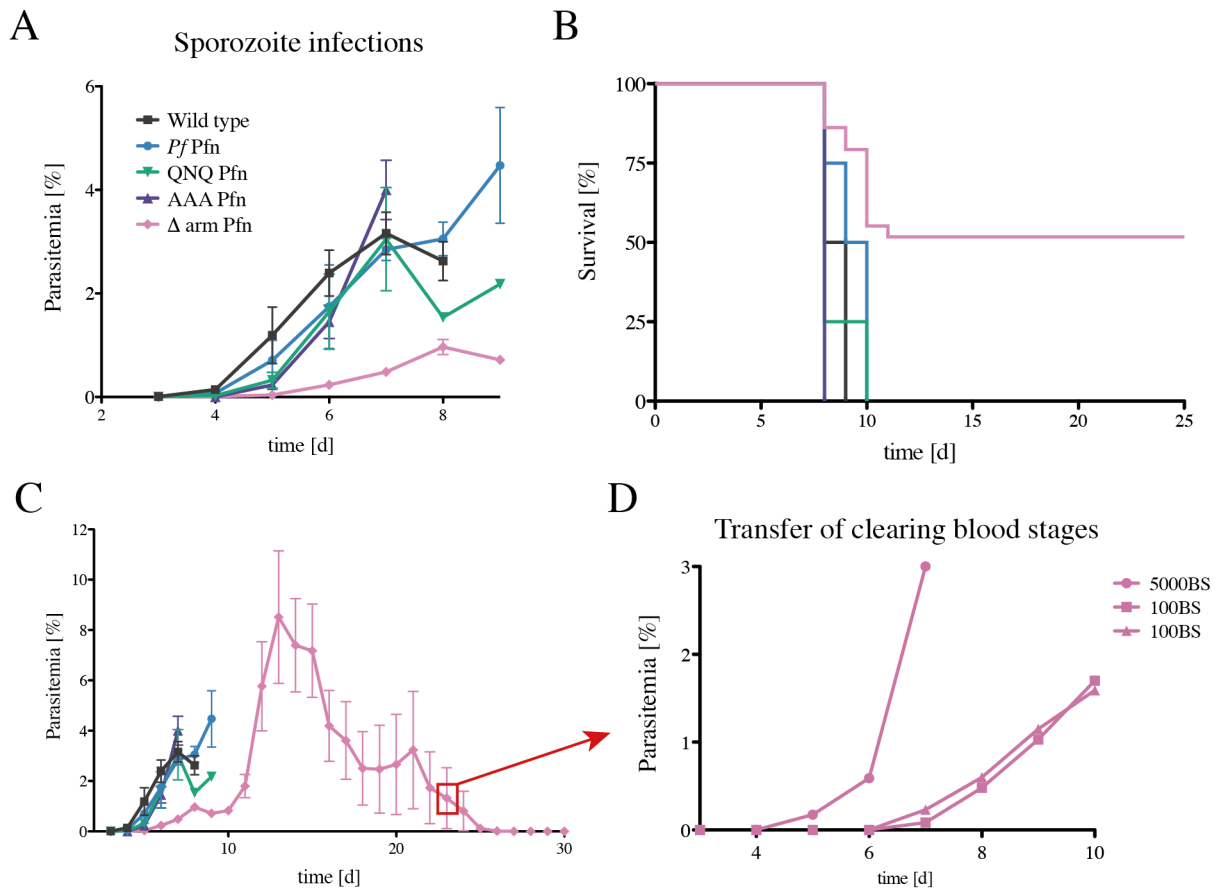 A
Sporozoite infections
Parasitemia [%]
6
4
2
0
2
4
6
8
time [d]
Wild type
Pf Pfn
QNQ Pfn
AAA Pfn
Δ arm Pfn
B
Survival [%]
100
75
50
25
0
0
5
10
15
20
25
time [d]
C
Parasitemia [%]
12
10
8
6
4
2
0
10
20
30
time [d]
D
Transfer of clearing blood stages
Parasitemia [%]
3
2
1
0
4
6
8
10
time [d]
5000BS
100BS
100BS